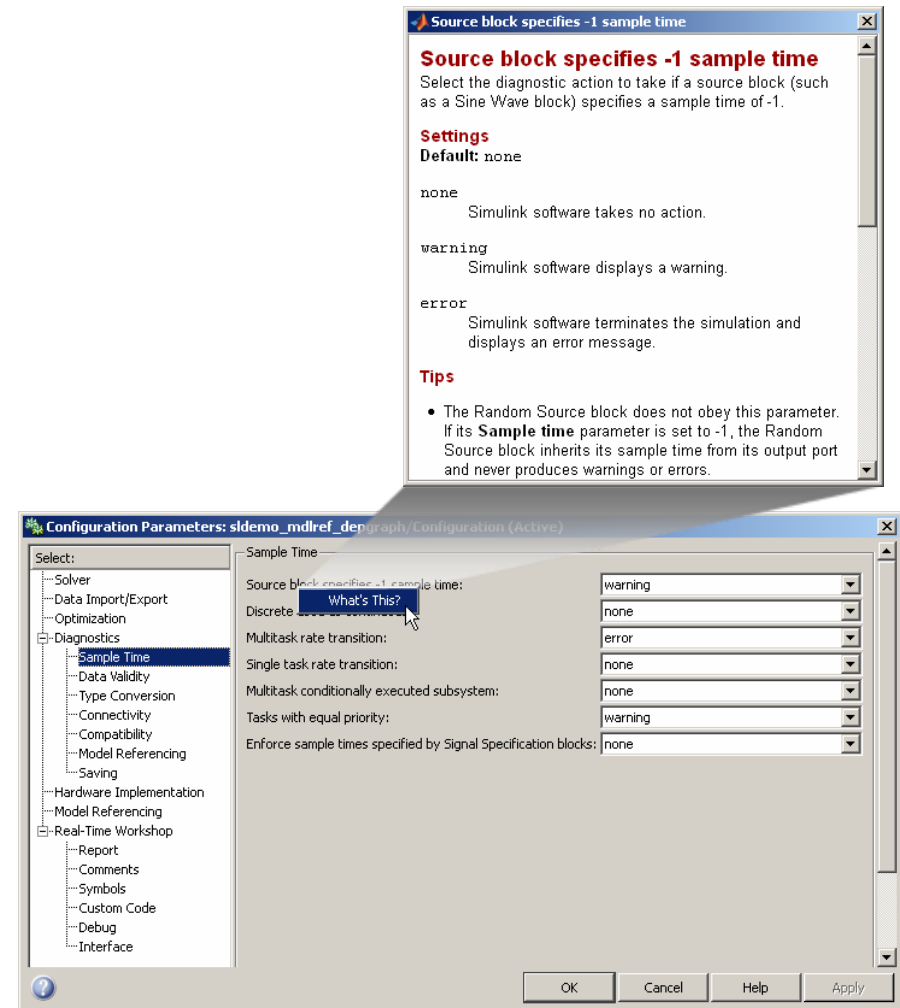 Source block specifies -1 sample time
Source block specifies -1 sample time
Select the diagnostic action to take if a source block (such
as a Sine Wave block) specifies a sample time of -1.
Settings
Default: none
none
Simulink software takes no action.
warning
Simulink software displays a warning.
error
Simulink software terminates the simulation and
displays an error message.
Tips
• The Random Source block does not obey this parameter.
If its Sample time parameter is set to -1, the Random
Source block inherits its sample time from its output port
and never produces warnings or errors.
Configuration Parameters: sldemo_mdlref_depgraph/Configuration (Active)
Select:
Solver
Data Import/Export
Optimization
Diagnostics
Sample Time
Data Validity
Type Conversion
Connectivity
Compatibility
Model Referencing
Saving
Hardware Implementation
Model Referencing
Real-Time Workshop
Report
Comments
Symbols
Custom Code
Debug
Interface
Sample Time
Source block specifies -1 sample time: warning
What's This?
Discrete none
Multitask rate transition: error
Single task rate transition: none
Multitask conditionally executed subsystem: none
Tasks with equal priority: warning
Enforce sample times specified by Signal Specification blocks: none
OK Cancel Help Apply